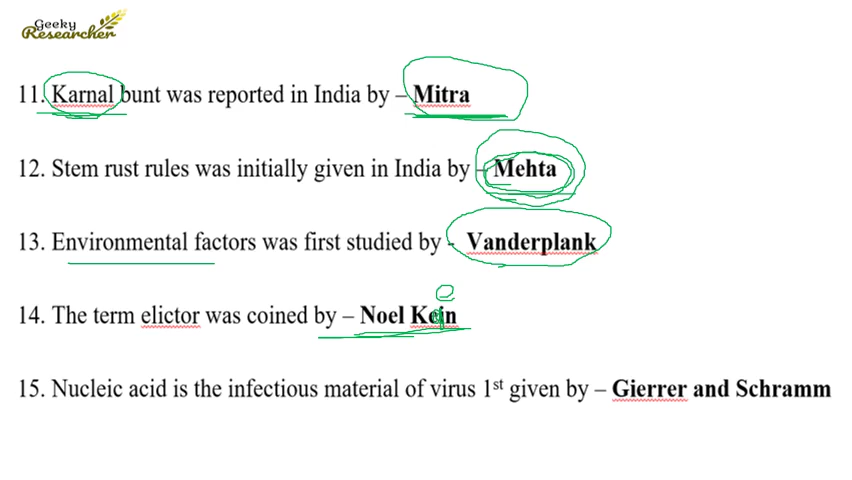 Geeky
Researcher
11. Karnal bunt was reported in India by – Mitra
12. Stem rust rules was initially given in India by – Mehta
13. Environmental factors was first studied by - Vanderplank
e
14. The term elictor was coined by – Noel Kein
15. Nucleic acid is the infectious material of virus 1st given by – Gierrer and Schramm